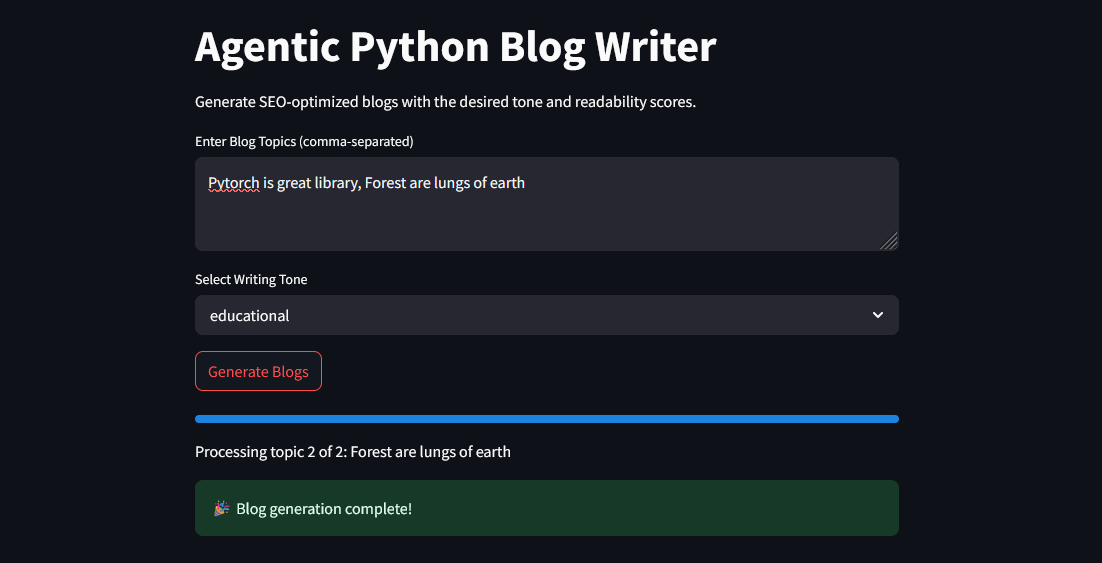 Agentic Python Blog Writer
Generate SEO-optimized blogs with the desired tone and readability scores.
Enter Blog Topics (comma-separated)
Pytorch is great library, Forest are lungs of earth
Select Writing Tone
educational
Generate Blogs
Processing topic 2 of 2: Forest are lungs of earth
🎉 Blog generation complete!